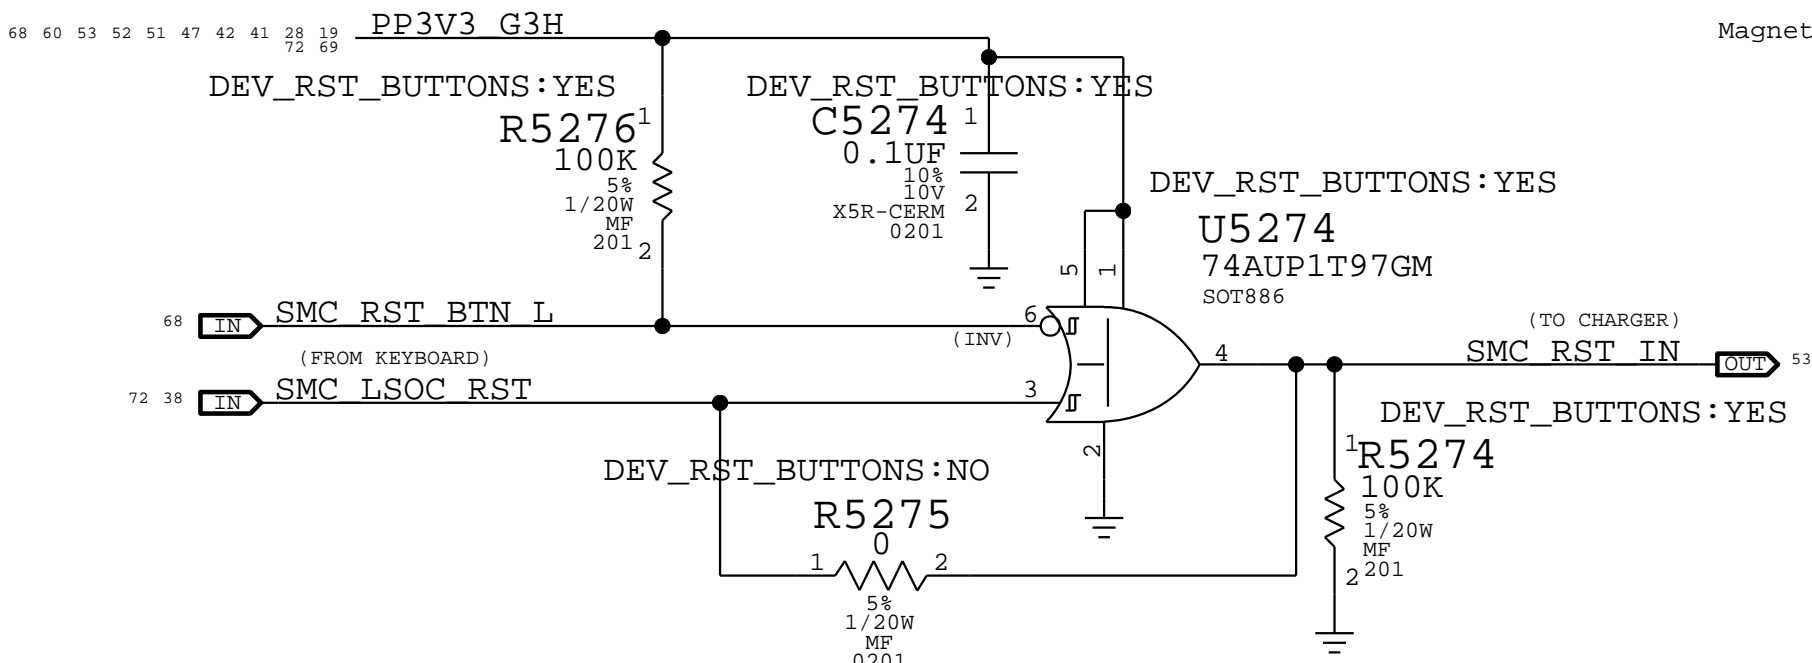 68 60 53 52 51 47 42 41 28 19
72 69
PP3V3_G3H
Magnet
DEV_RST_BUTTONS:YES
R5276
1
100K
5%
1/20W
MF
201
2
DEV_RST_BUTTONS:YES
C5274
1
0.1UF
10%
10V
X5R-CERM
0201
2
DEV_RST_BUTTONS:YES
U5274
74AUP1T97GM
SOT886
5
1
68
IN
SMC_RST_BTN_L
6
(INV)
(FROM KEYBOARD)
72 38
IN
SMC_LSOC_RST
3
4
2
(TO CHARGER)
SMC_RST_IN
OUT
53
DEV_RST_BUTTONS:YES
1
R5274
100K
5%
1/20W
MF
201
2
DEV_RST_BUTTONS:NO
R5275
0
1
2
5%
1/20W
MF
0201